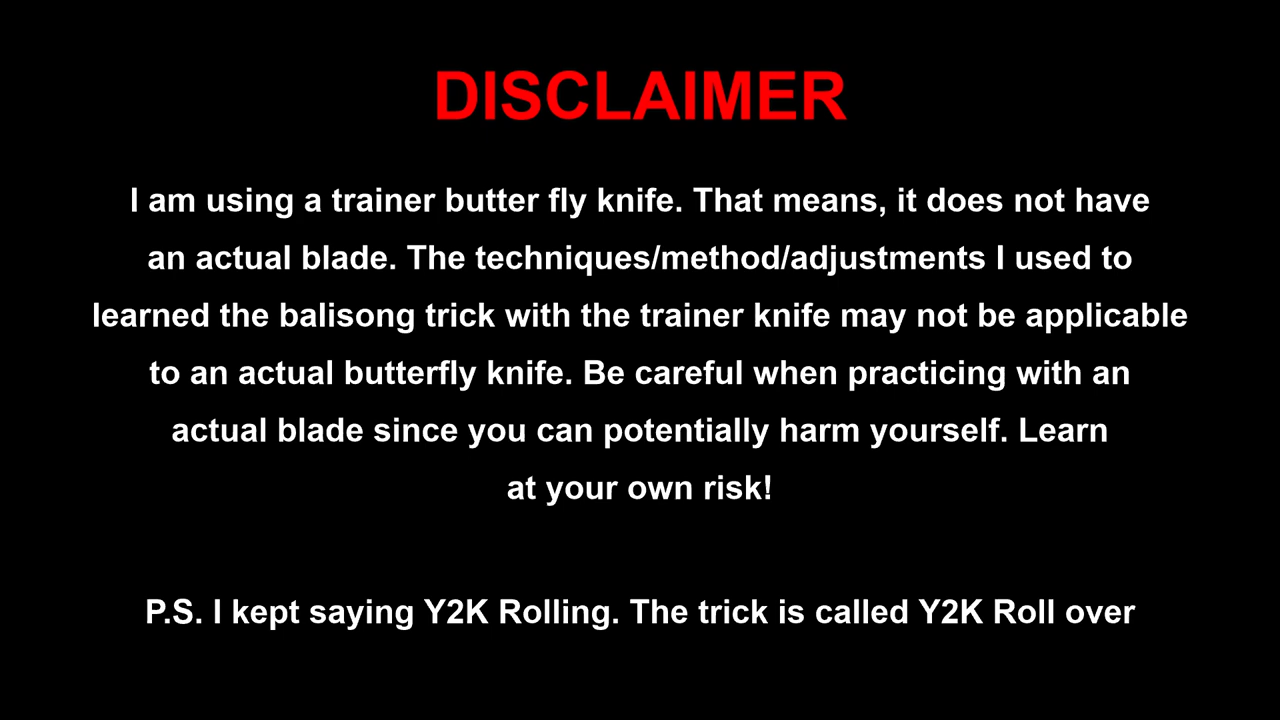 DISCLAIMER
I am using a trainer butter fly knife. That means, it does not have
an actual blade. The techniques/method/adjustments I used to
learned the balisong trick with the trainer knife may not be applicable
to an actual butterfly knife. Be careful when practicing with an
actual blade since you can potentially harm yourself. Learn
at your own risk!
P.S. I kept saying Y2K Rolling. The trick is called Y2K Roll over